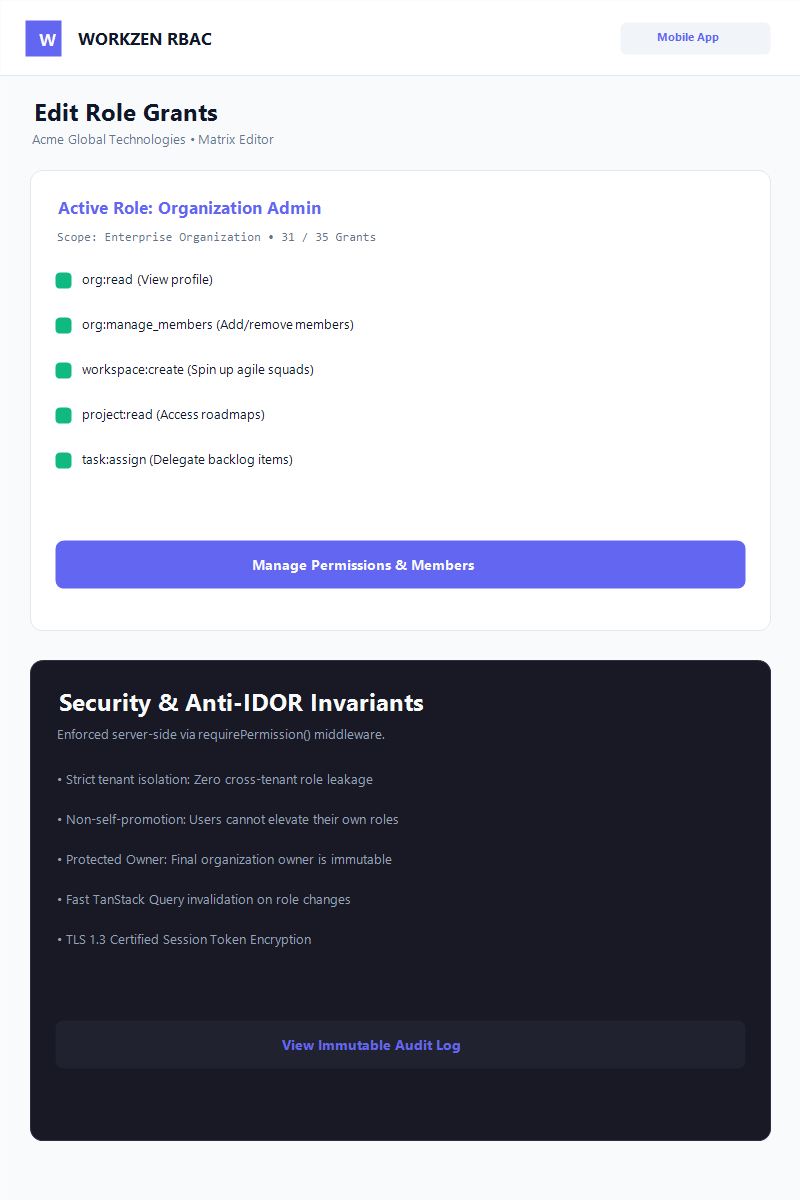 W
WORKZEN RBAC
Mobile App
Edit Role Grants
Acme Global Technologies • Matrix Editor
Active Role: Organization Admin
Scope: Enterprise Organization • 31 / 35 Grants
org:read (View profile)
org:manage_members (Add/remove members)
workspace:create (Spin up agile squads)
project:read (Access roadmaps)
task:assign (Delegate backlog items)
Manage Permissions & Members
Security & Anti-IDOR Invariants
Enforced server-side via requirePermission() middleware.
• Strict tenant isolation: Zero cross-tenant role leakage
• Non-self-promotion: Users cannot elevate their own roles
• Protected Owner: Final organization owner is immutable
• Fast TanStack Query invalidation on role changes
• TLS 1.3 Certified Session Token Encryption
View Immutable Audit Log